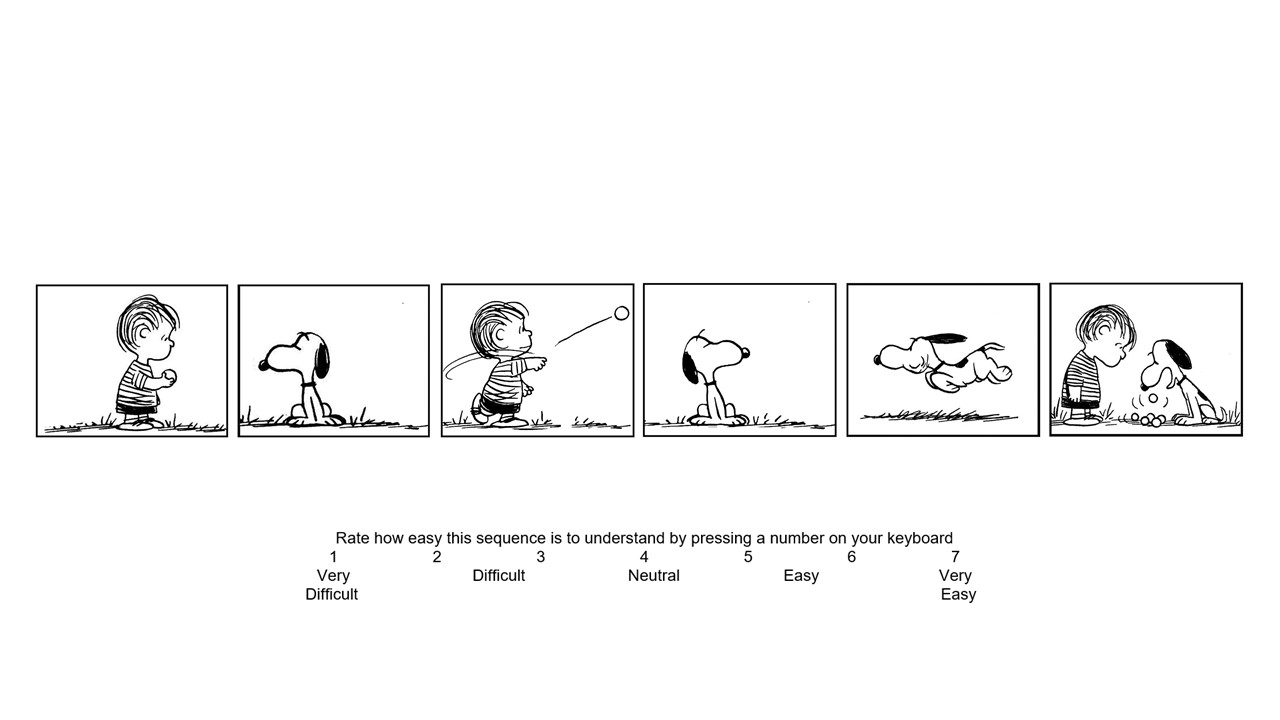 Rate how easy this sequence is to understand by pressing a number on your keyboard
1 2 3 4 5 6 7
Very Difficult Neutral Easy Very
Difficult Easy